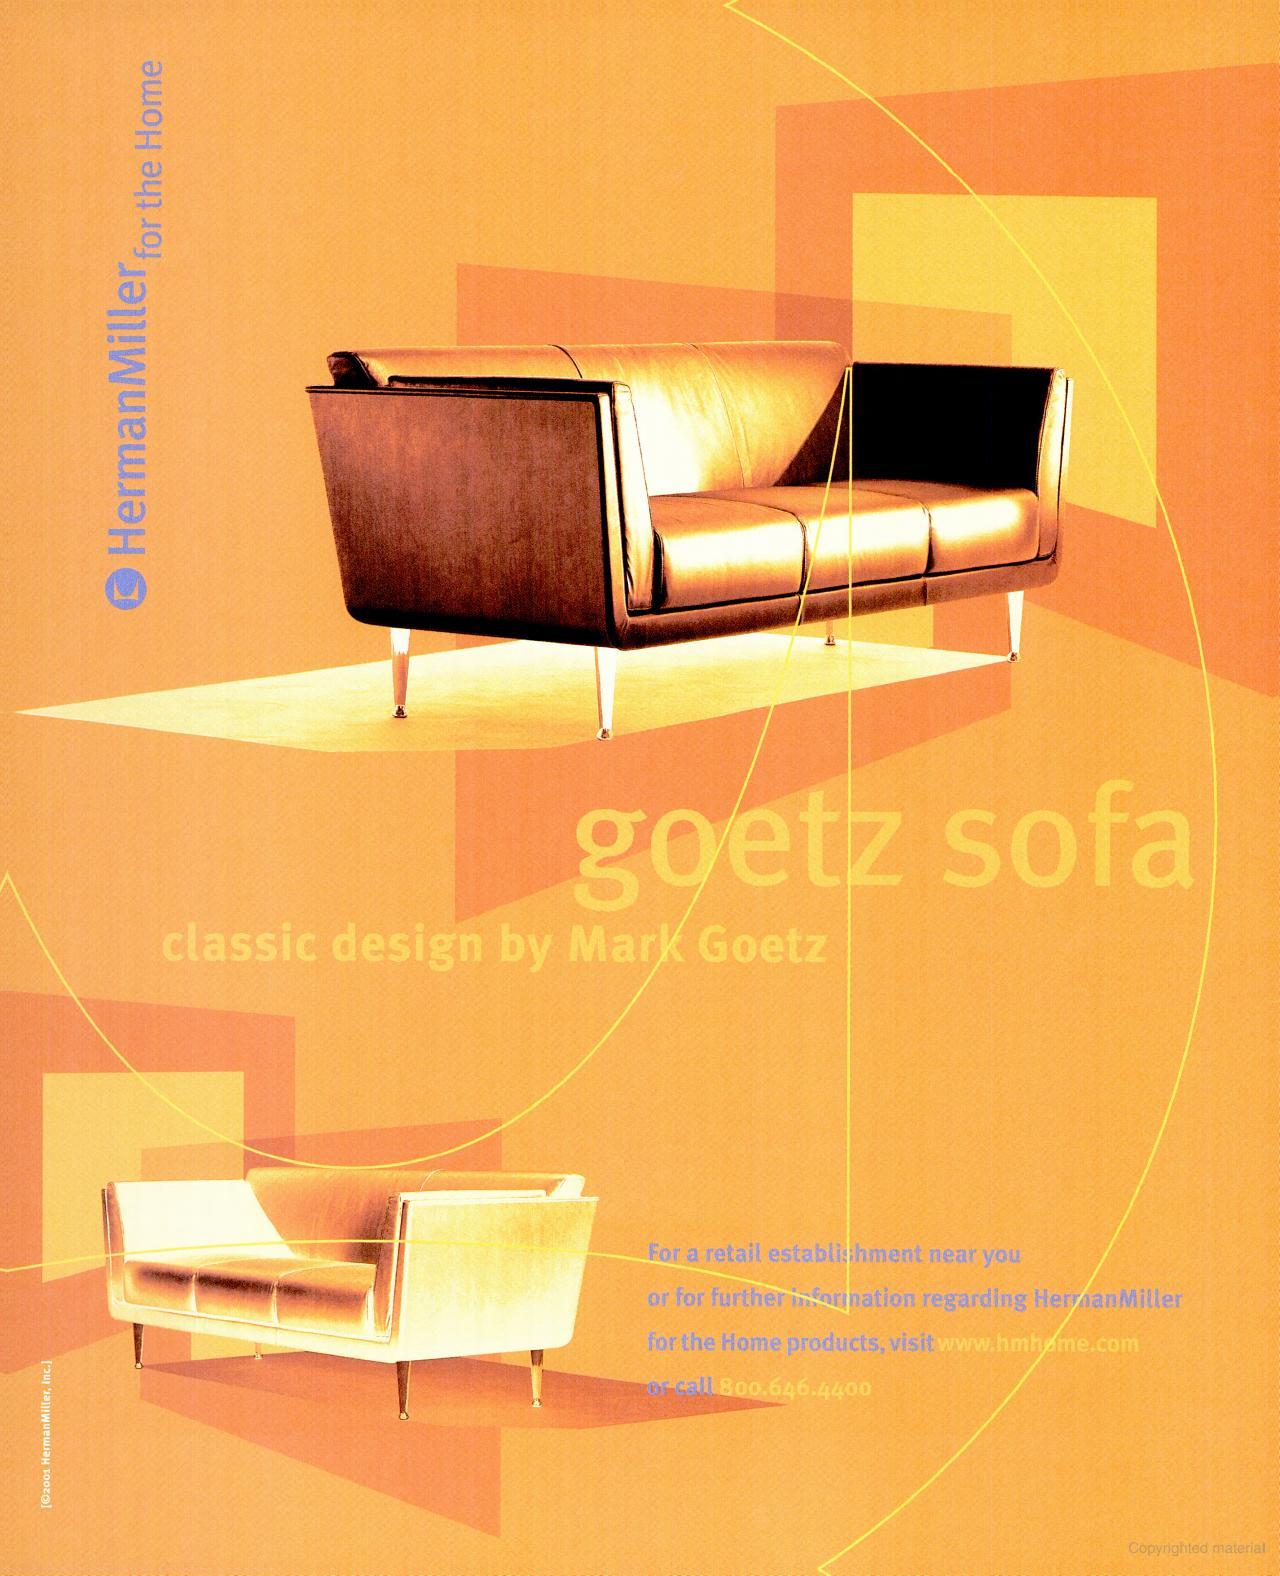 HermanMiller for the Home
goetz sofa
classic design by Mark Goetz
For a retail establishment near you
or for further information regarding HermanMiller
for the Home products, visit www.hmhome.com
or call 800.646.4400
[©2001 HermanMiller, Inc.]
Copyrighted material